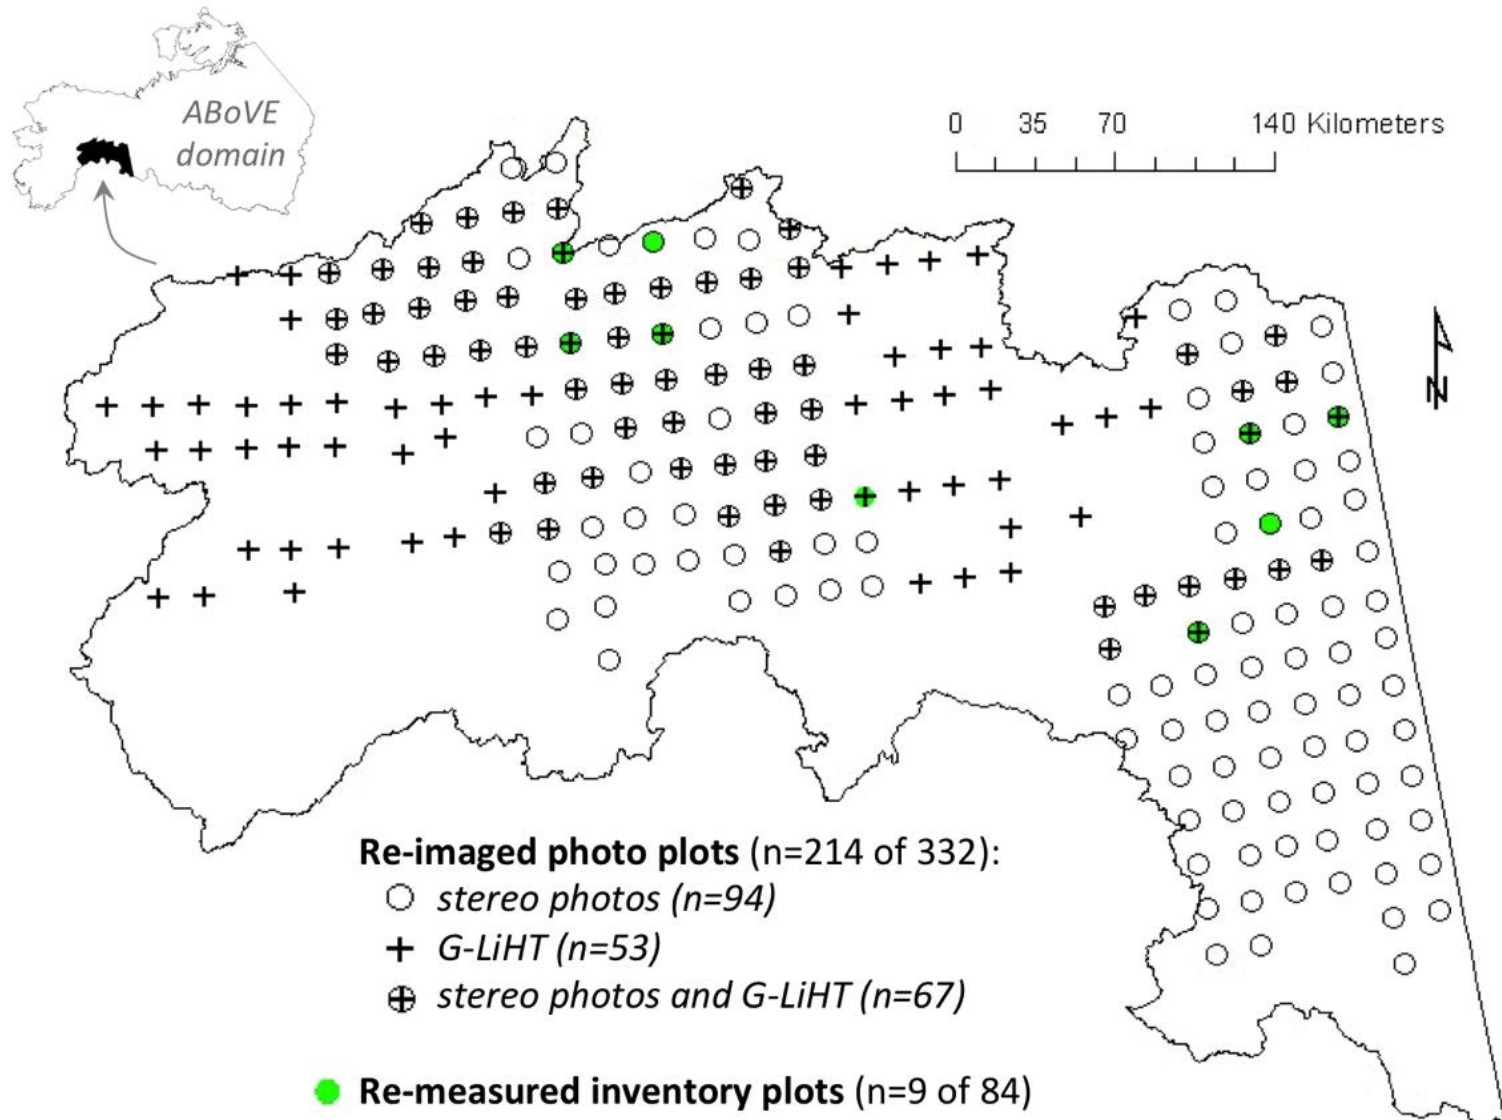 ABoVE
domain
0 35 70 140 Kilometers
N
Re-imaged photo plots (n=214 of 332):
stereo photos (n=94)
G-LiHT (n=53)
stereo photos and G-LiHT (n=67)
Re-measured inventory plots (n=9 of 84)